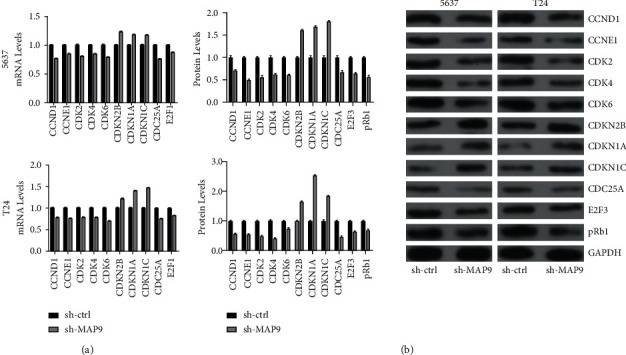 5637
mRNA Levels
1.5
1.0
0.5
0.0
CCND1
CCNE1
CDK2
CDK4
CDK6
CDKN2B
CDKN1A
CDKN1C
CDC25A
E2F1
Protein Levels
2.0
1.5
1.0
0.5
0.0
CCND1
CCNE1
CDK2
CDK4
CDK6
CDKN2B
CDKN1A
CDKN1C
CDC25A
E2F3
pRb1
T24
mRNA Levels
2.0
1.5
1.0
0.5
0.0
CCND1
CCNE1
CDK2
CDK4
CDK6
CDKN2B
CDKN1A
CDKN1C
CDC25A
E2F1
Protein Levels
3.0
2.0
1.0
0.0
CCND1
CCNE1
CDK2
CDK4
CDK6
CDKN2B
CDKN1A
CDKN1C
CDC25A
E2F3
pRb1
sh-ctrl
sh-MAP9
sh-ctrl
sh-MAP9
(a)
5637 T24
CCND1
CCNE1
CDK2
CDK4
CDK6
CDKN2B
CDKN1A
CDKN1C
CDC25A
E2F3
pRb1
GAPDH
sh-ctrl sh-MAP9 sh-ctrl sh-MAP9
(b)